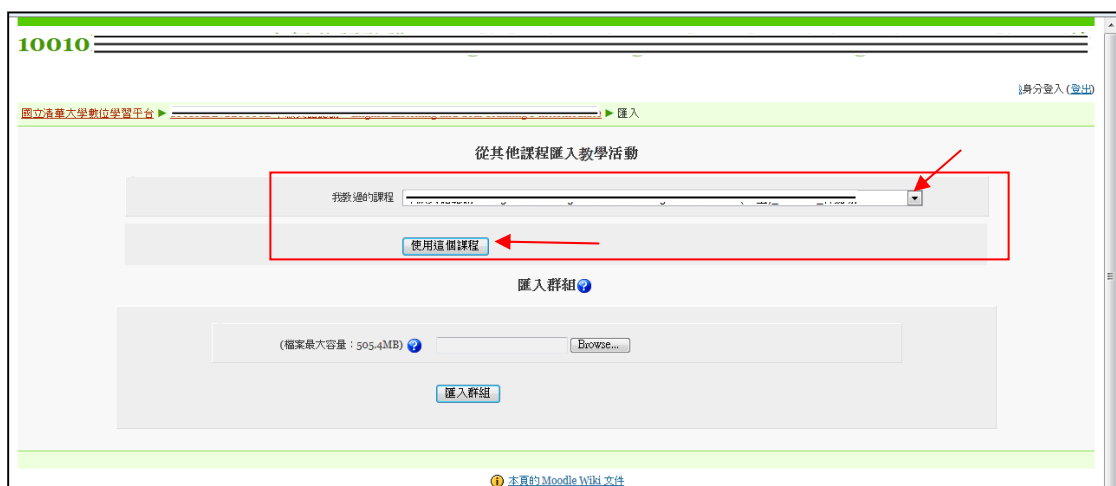 10010
身分登入 (登出)
國立清華大學數位學習平台 ► ► 匯入
從其他課程匯入教學活動
我教過的課程
使用這個課程
匯入群組
(檔案最大容量：505.4MB)
Browse...
匯入群組
本頁的 Moodle Wiki 文件